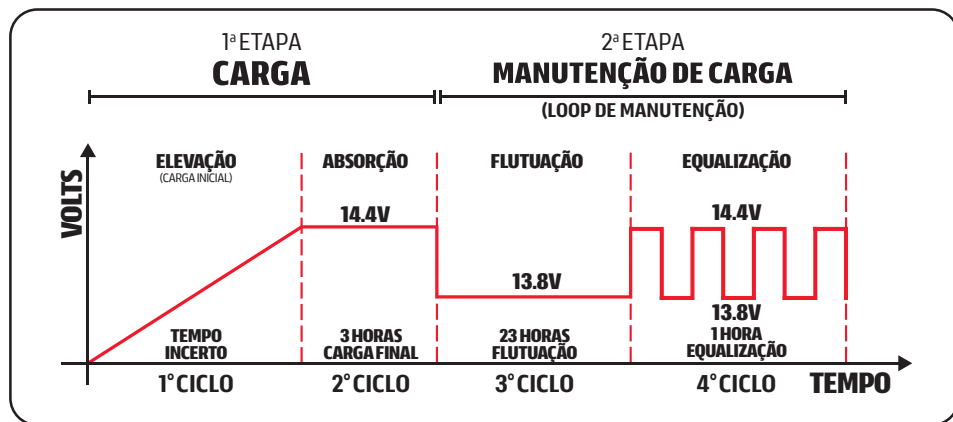 1ª ETAPA
CARGA
2ª ETAPA
MANUTENÇÃO DE CARGA
(LOOP DE MANUTENÇÃO)
VOLTS
ELEVAÇÃO
(CARGA INICIAL)
ABSORÇÃO
FLUTUAÇÃO
EQUALIZAÇÃO
14.4V
14.4V
13.8V
13.8V
TEMPO
INCERTO
3 HORAS
CARGA FINAL
23 HORAS
FLUTUAÇÃO
1 HORA
EQUALIZAÇÃO
1° CICLO
2° CICLO
3° CICLO
4° CICLO
TEMPO